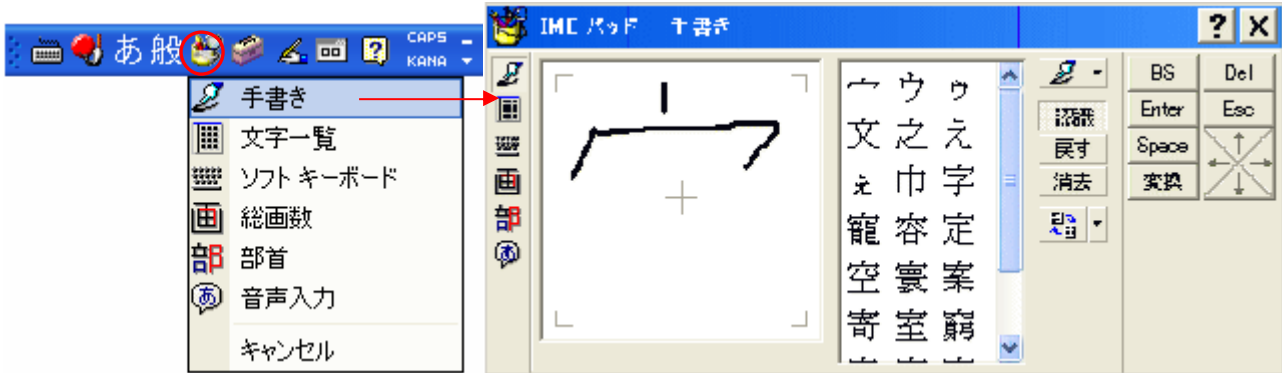 あ 般 CAPS KANA
手書き
文字一覧
ソフト キーボード
総画数
部首
音声入力
キャンセル
IME パッド 手書き
宀 ウ ゥ
文 之 え
ぇ 巾 字
寵 容 定
空 寰 案
寄 室 窮
認識
戻す
消去
BS Del
Enter Esc
Space
変換